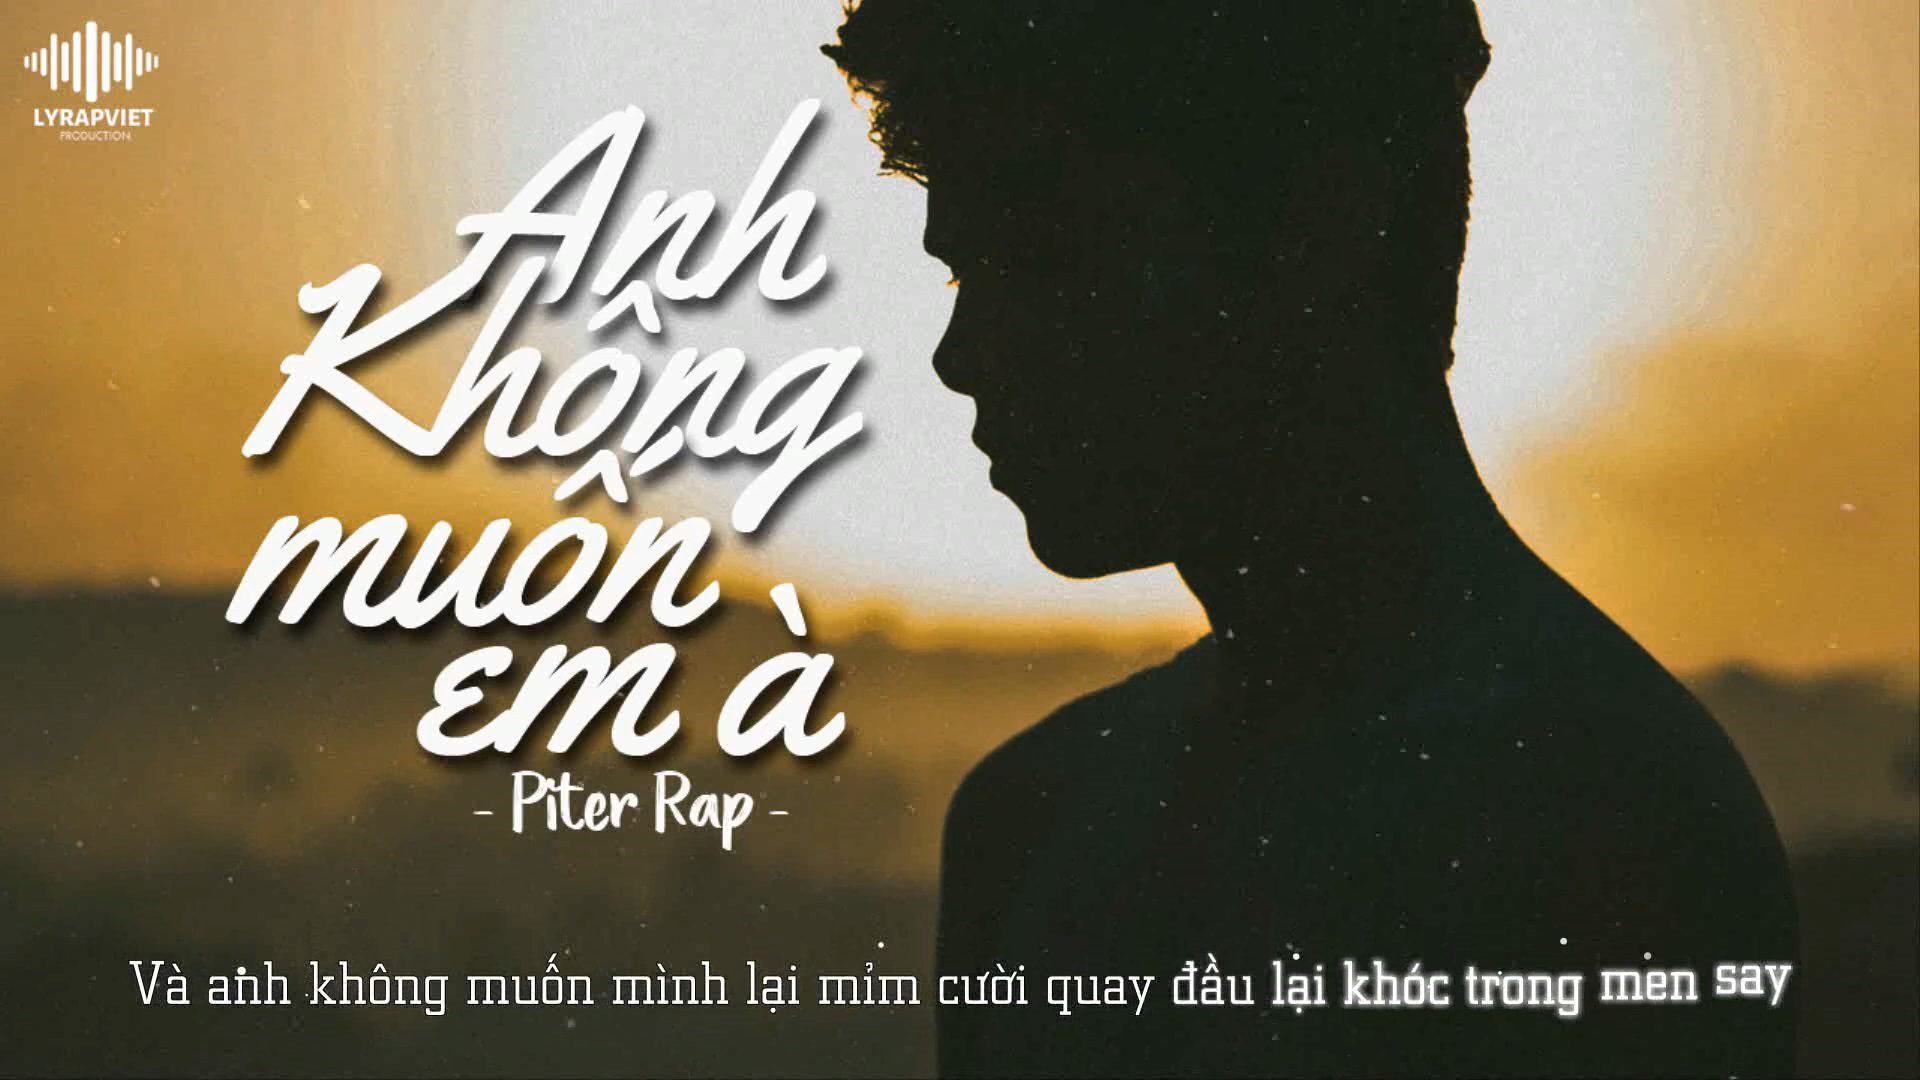 LYRAPVIET
PRODUCTION
Anh
Không
muốn
em à
- Piter Rap -
Và anh không muốn mình lại mỉm cười quay đầu lại khóc trong men say